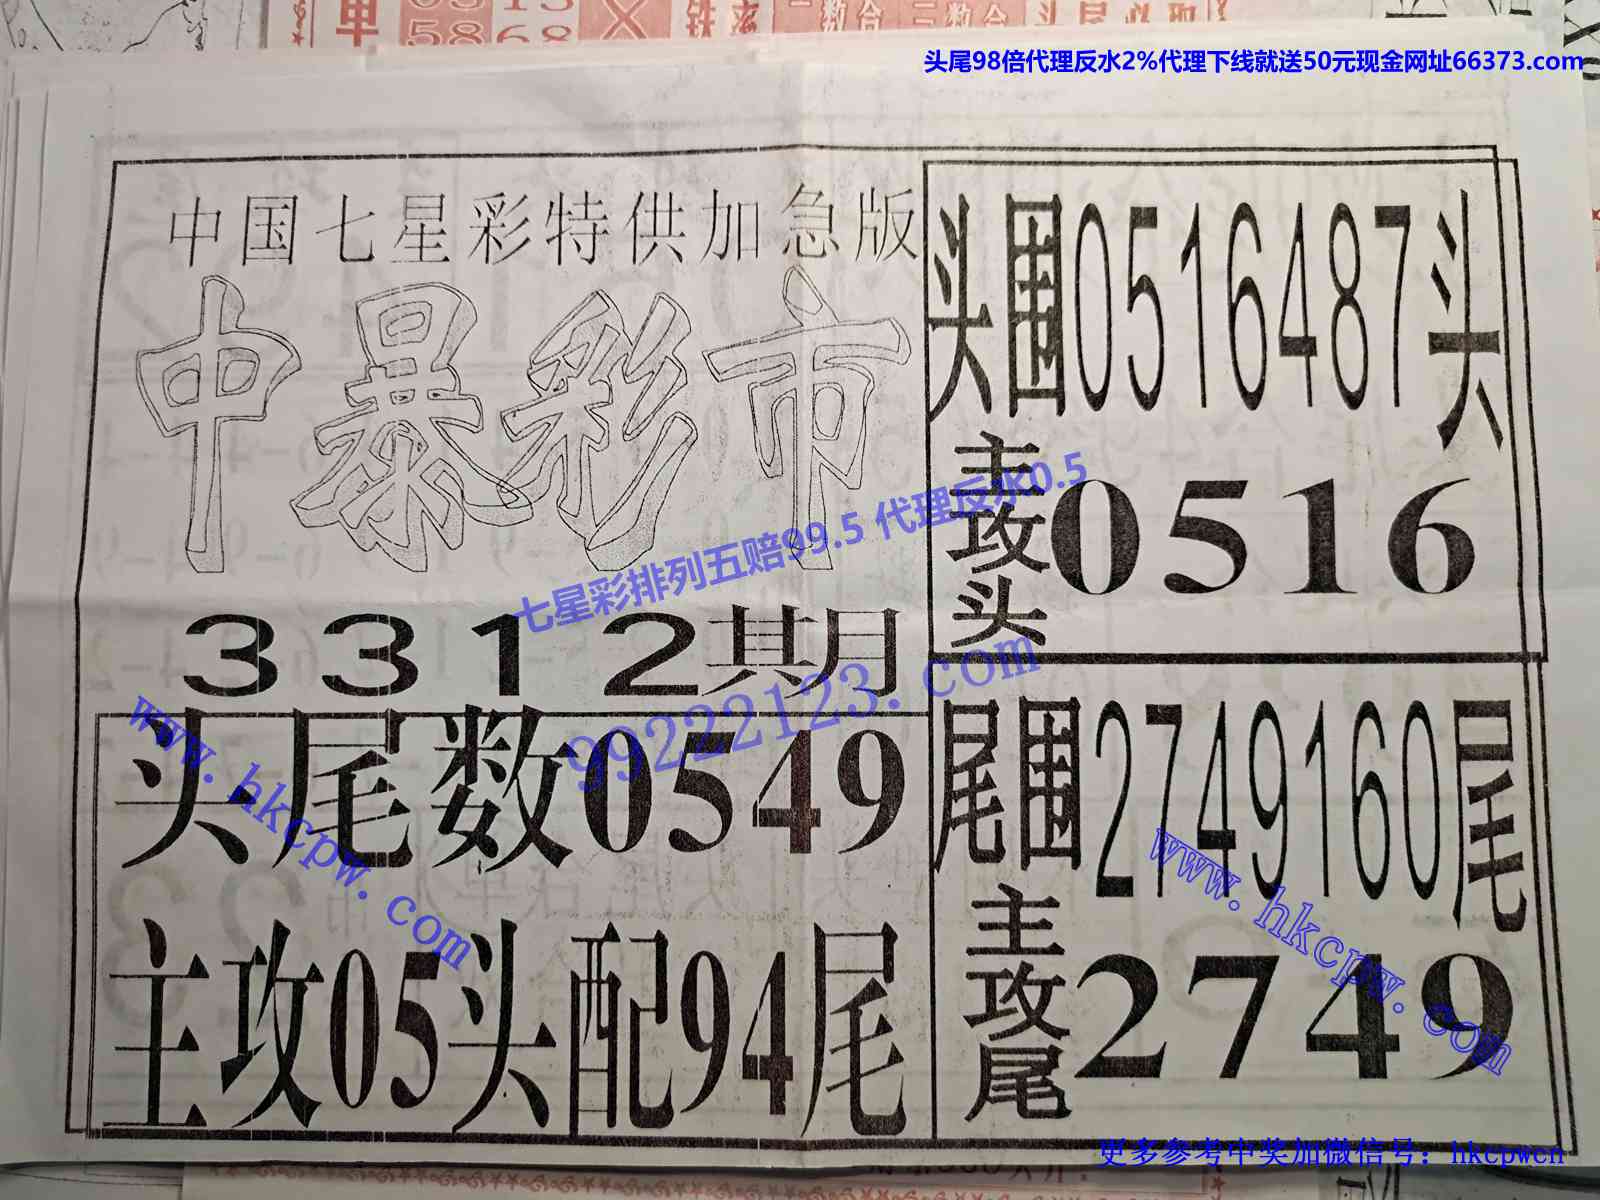 单
5868
头尾98倍代理反水2%代理下线就送50元现金网址66373.com
中国七星彩特供加急版
中暴彩市
3312期
头尾数0549
主攻05头配94尾
头围0516487头
主攻头0516
尾围2749160尾
主攻尾2749
七星彩排列五赔99.5 代理反水0.5
99222123.com
www.hkcpw.com
www.hkcpw.com
更多参考中奖加微信号：hkcpwcn